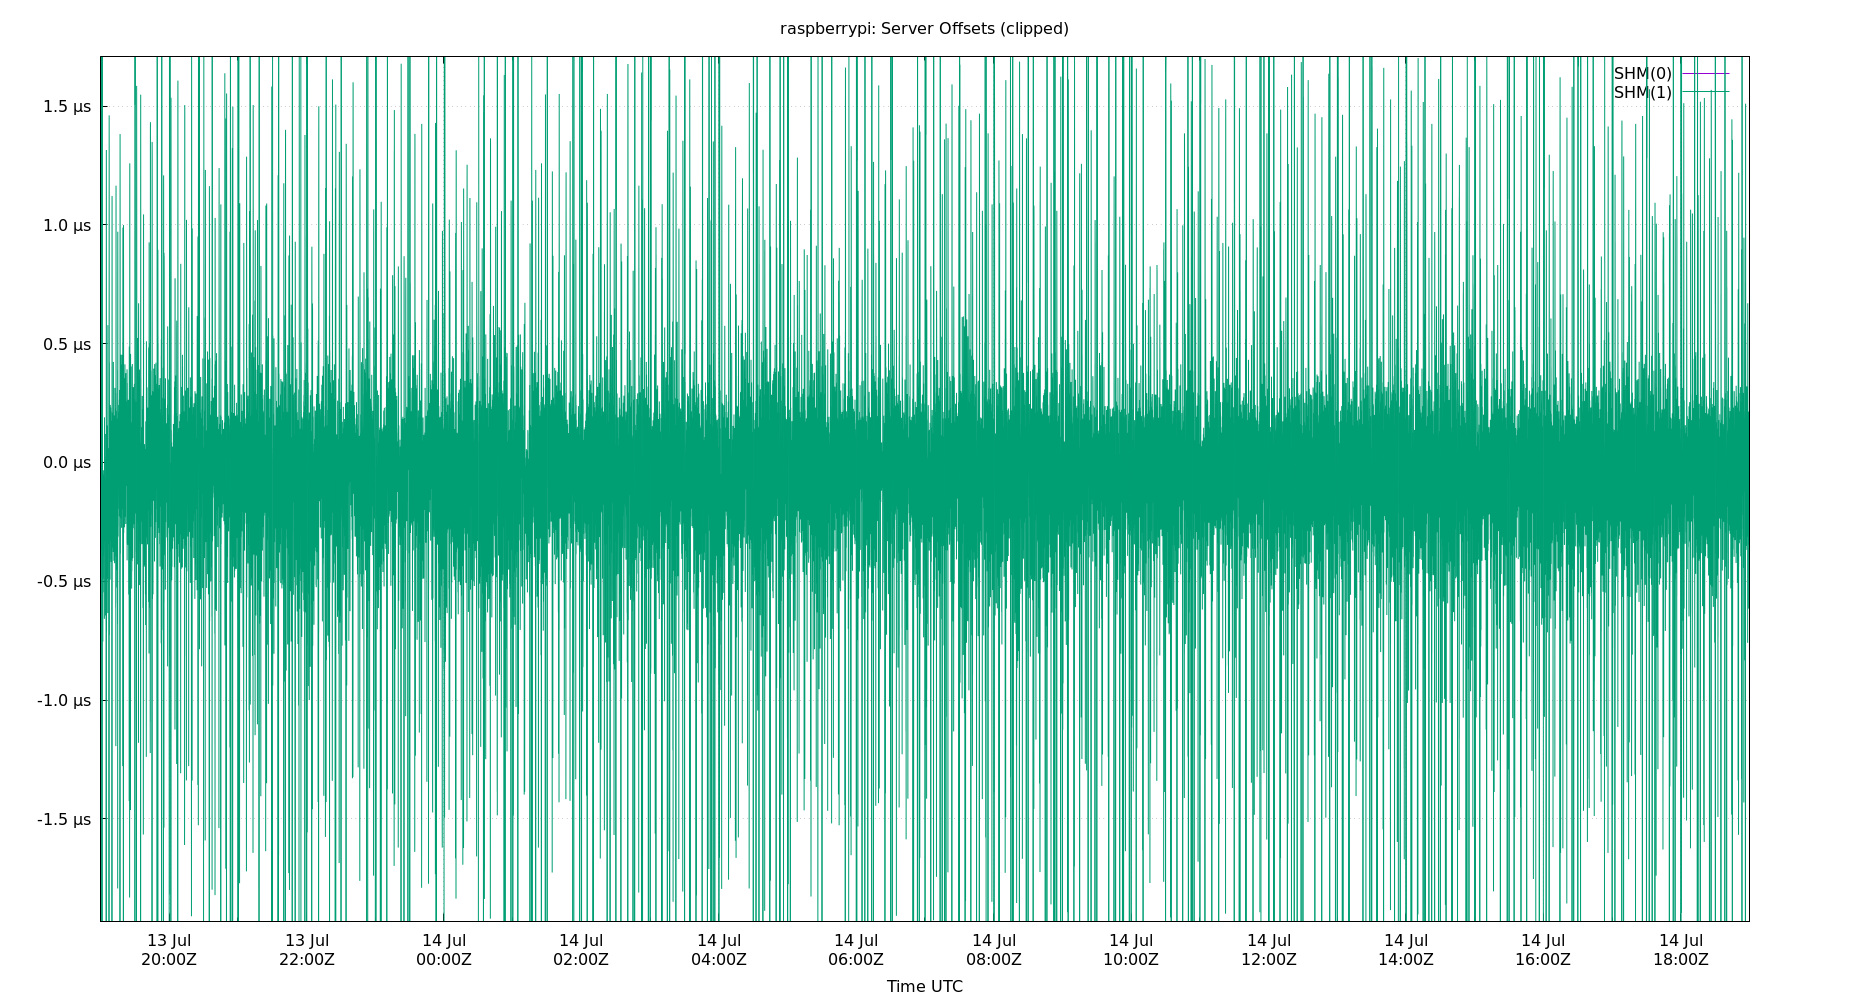 raspberrypi: Server Offsets (clipped)
SHM(0)
SHM(1)
1.5 µs
1.0 µs
0.5 µs
0.0 µs
-0.5 µs
-1.0 µs
-1.5 µs
13 Jul 13 Jul 14 Jul 14 Jul 14 Jul 14 Jul 14 Jul 14 Jul 14 Jul 14 Jul 14 Jul 14 Jul
20:00Z 22:00Z 00:00Z 02:00Z 04:00Z 06:00Z 08:00Z 10:00Z 12:00Z 14:00Z 16:00Z 18:00Z
Time UTC